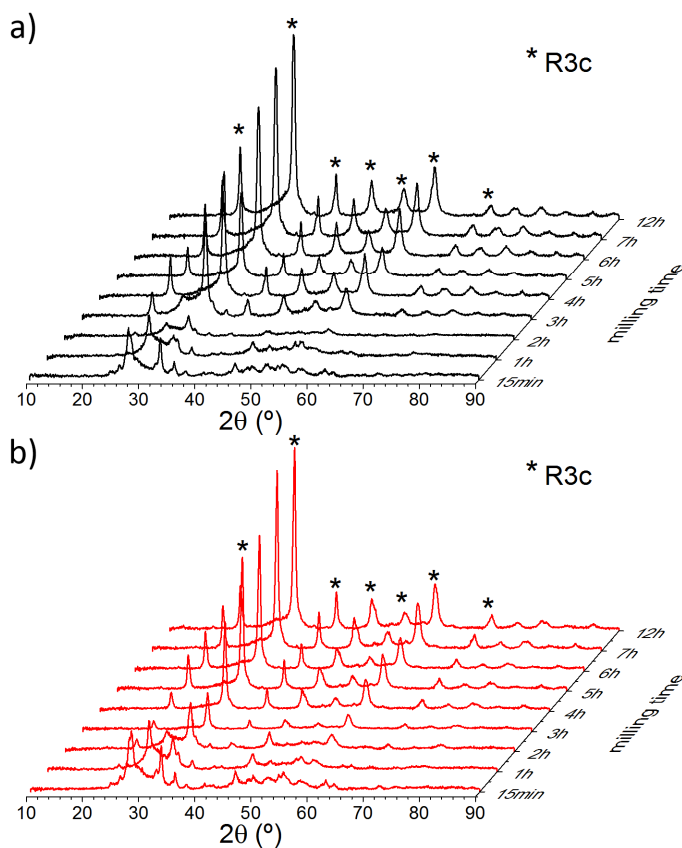 a)
* R3c
*
*
*
*
*
*
*
12h
7h
6h
5h
4h
3h
2h
1h
15min
milling time
10 20 30 40 50 60 70 80 90
2θ (º)
b)
* R3c
*
*
*
*
*
*
*
12h
7h
6h
5h
4h
3h
2h
1h
15min
milling time
10 20 30 40 50 60 70 80 90
2θ (º)